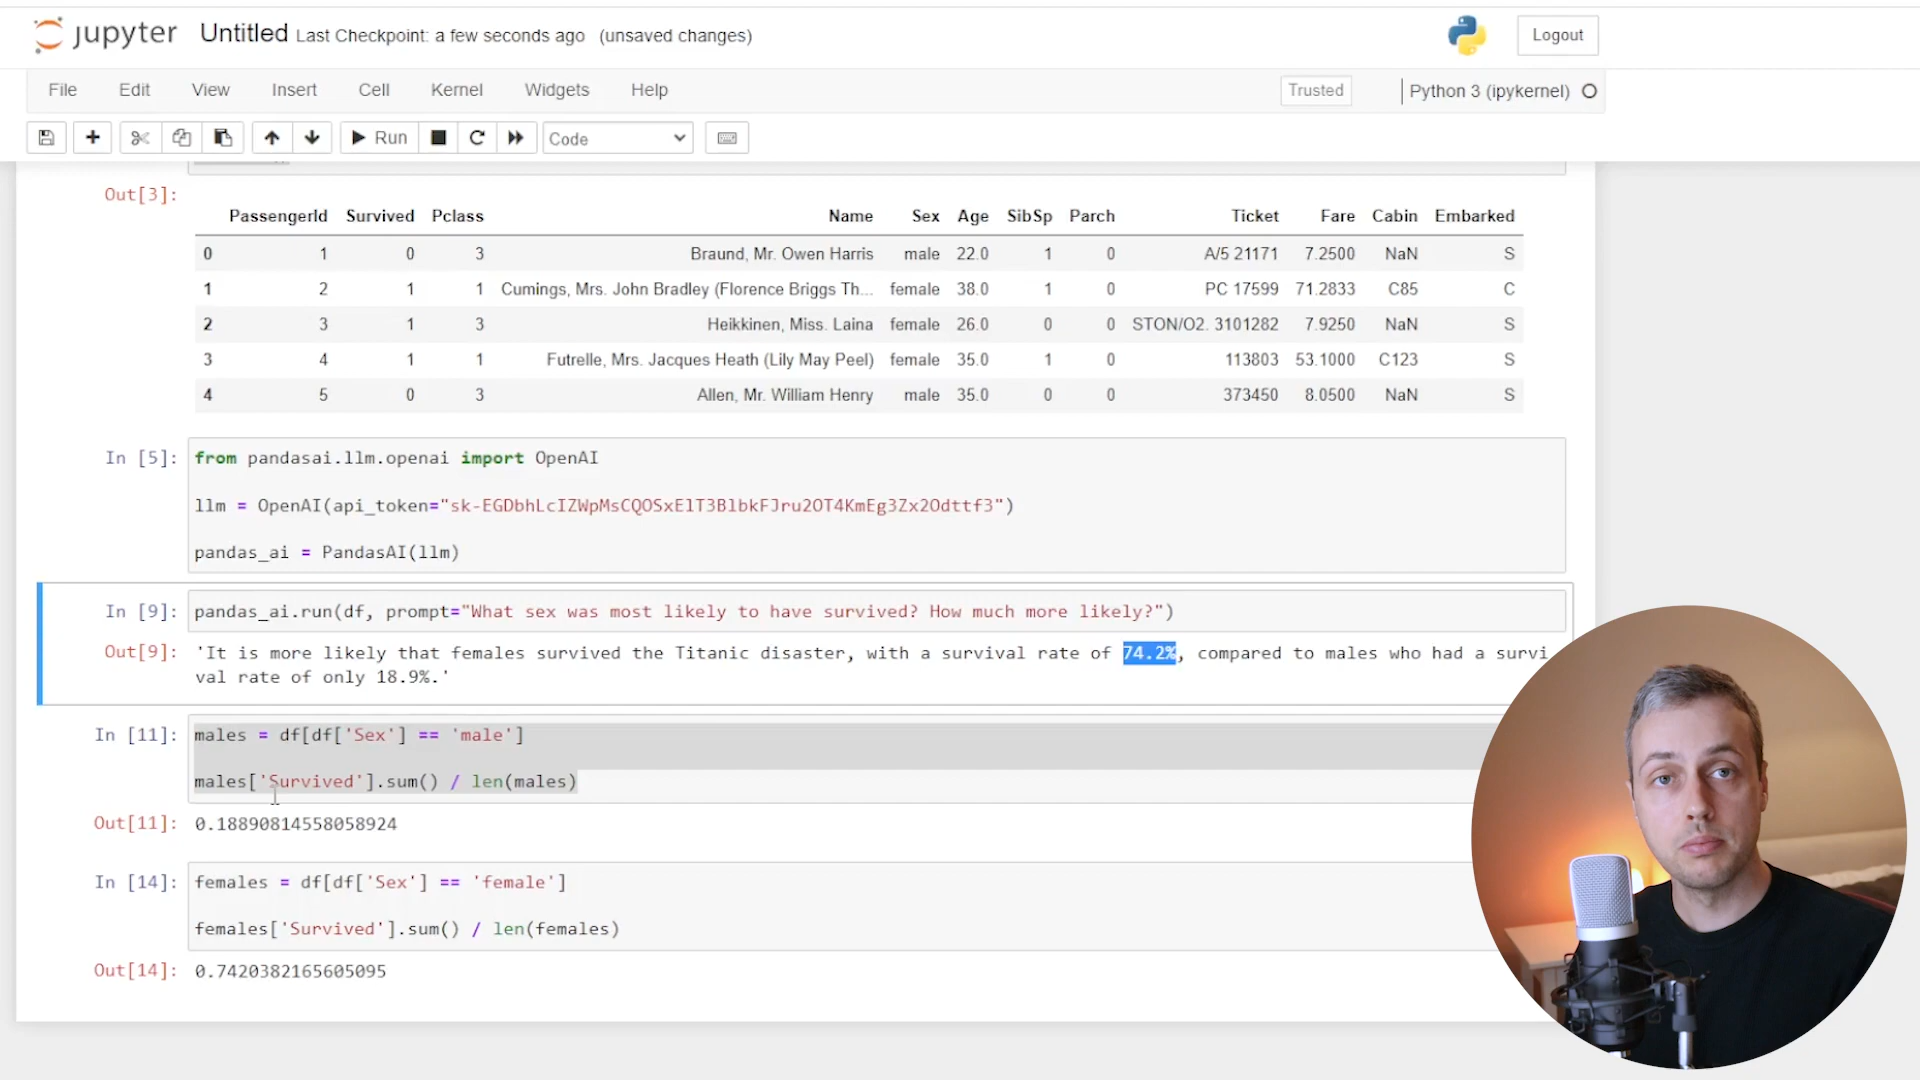 jupyter Untitled Last Checkpoint: a few seconds ago (unsaved changes)
Logout
File Edit View Insert Cell Kernel Widgets Help
Trusted Python 3 (ipykernel)
Run Code
Out[3]:
PassengerId Survived Pclass Name Sex Age SibSp Parch Ticket Fare Cabin Embarked
0 1 0 3 Braund, Mr. Owen Harris male 22.0 1 0 A/5 21171 7.2500 NaN S
1 2 1 1 Cumings, Mrs. John Bradley (Florence Briggs Th... female 38.0 1 0 PC 17599 71.2833 C85 C
2 3 1 3 Heikkinen, Miss. Laina female 26.0 0 0 STON/O2. 3101282 7.9250 NaN S
3 4 1 1 Futrelle, Mrs. Jacques Heath (Lily May Peel) female 35.0 1 0 113803 53.1000 C123 S
4 5 0 3 Allen, Mr. William Henry male 35.0 0 0 373450 8.0500 NaN S
In [5]: from pandasai.llm.openai import OpenAI
llm = OpenAI(api_token="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")
pandas_ai = PandasAI(llm)
In [9]: pandas_ai.run(df, prompt="What sex was most likely to have survived? How much more likely?")
Out[9]: 'It is more likely that females survived the Titanic disaster, with a survival rate of 74.2%, compared to males who had a survi
val rate of only 18.9%.'
In [11]: males = df[df['Sex'] == 'male']
males['Survived'].sum() / len(males)
Out[11]: 0.18890814558058924
In [14]: females = df[df['Sex'] == 'female']
females['Survived'].sum() / len(females)
Out[14]: 0.7420382165605095